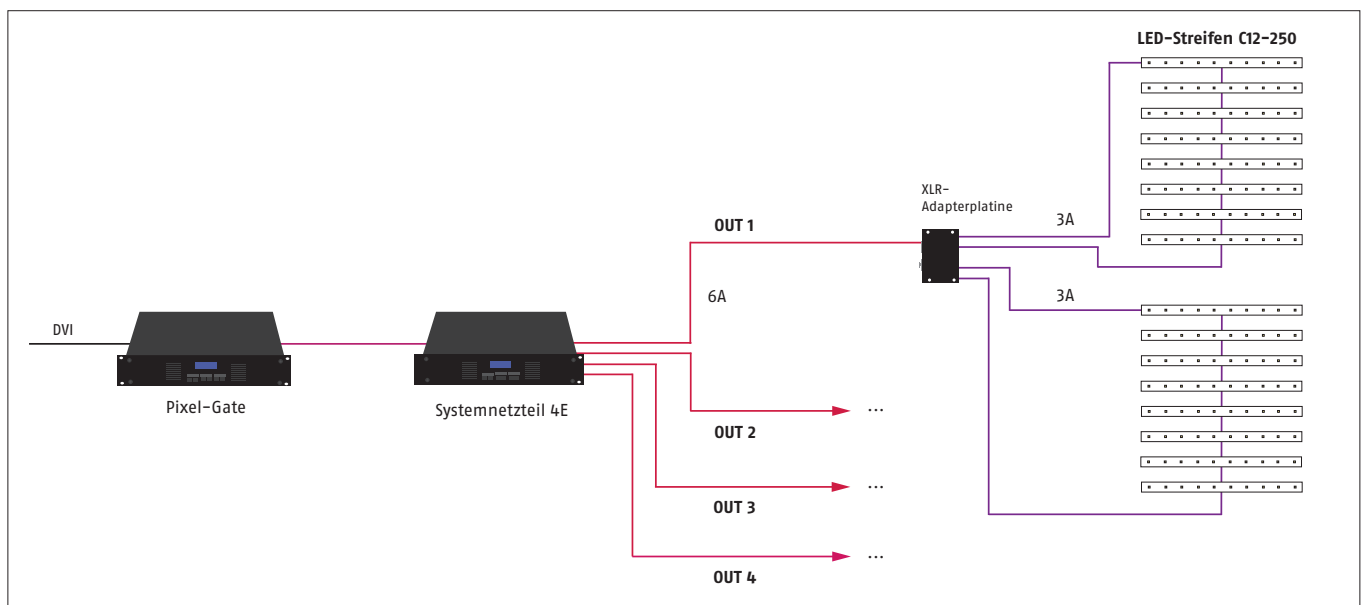 LED-Streifen C12-250
XLR-
Adapterplatine
3A
OUT 1
6A
3A
DVI
Pixel-Gate
Systemnetzteil 4E
...
OUT 2
...
OUT 3
...
OUT 4